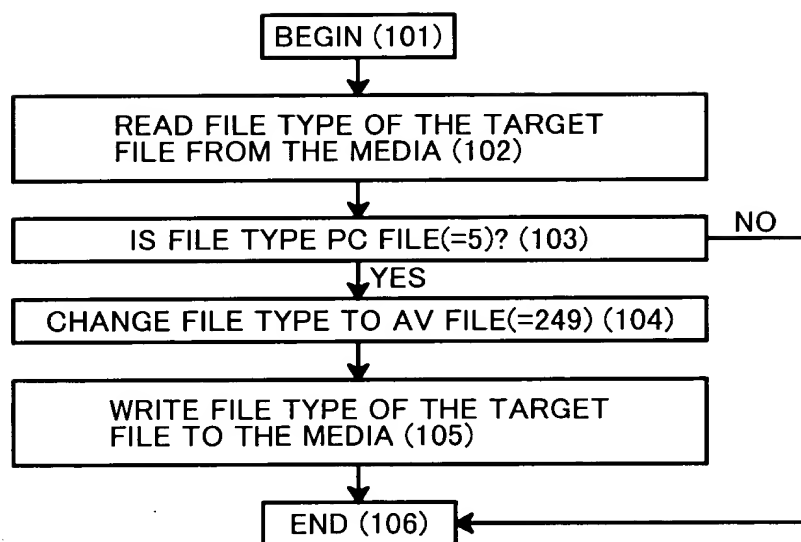 BEGIN (101)
READ FILE TYPE OF THE TARGET
FILE FROM THE MEDIA (102)
IS FILE TYPE PC FILE(=5)? (103)
NO
YES
CHANGE FILE TYPE TO AV FILE(=249) (104)
WRITE FILE TYPE OF THE TARGET
FILE TO THE MEDIA (105)
END (106)